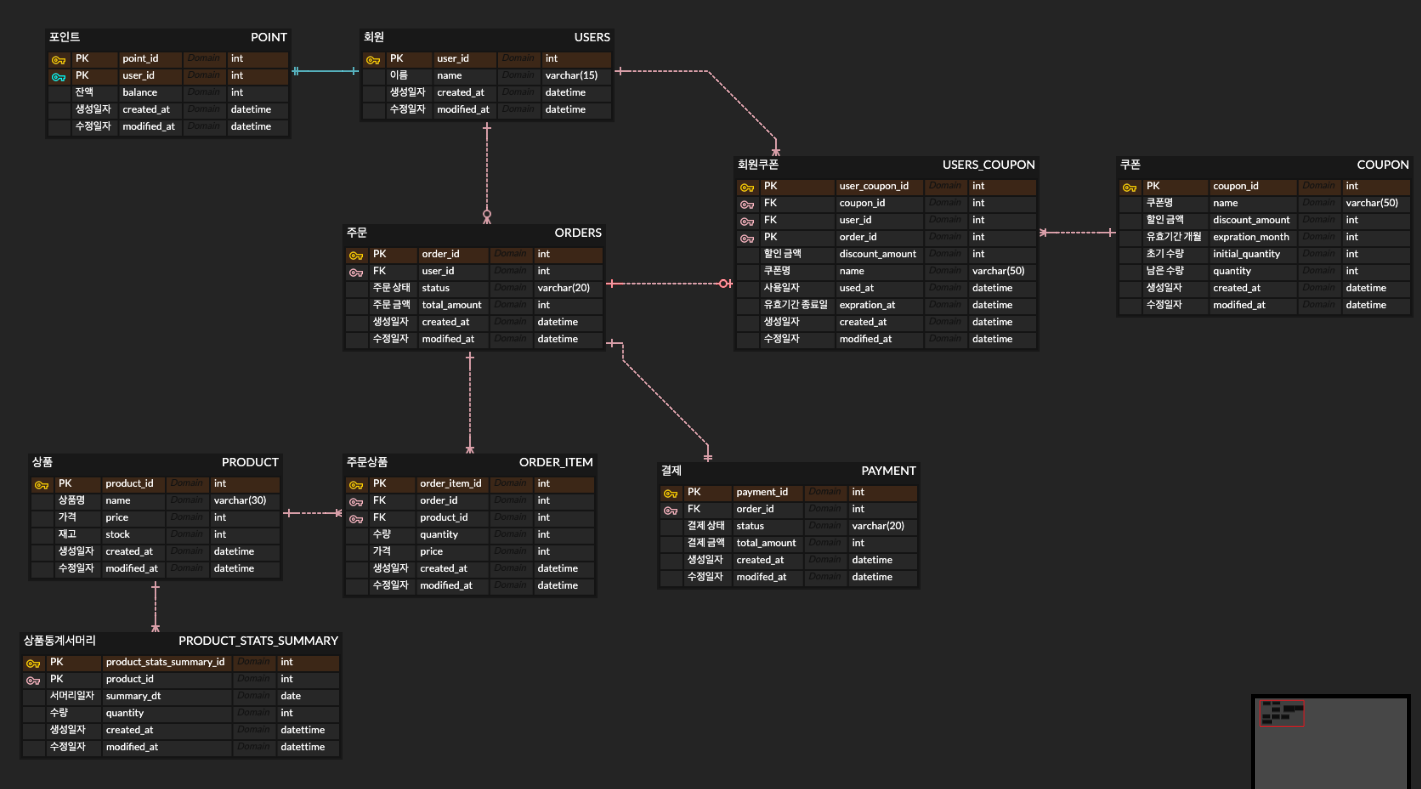 포인트 POINT
PK point_id Domain int
PK user_id Domain int
잔액 balance Domain int
생성일자 created_at Domain datetime
수정일자 modified_at Domain datetime
회원 USERS
PK user_id Domain int
이름 name Domain varchar(15)
생성일자 created_at Domain datetime
수정일자 modified_at Domain datetime
회원쿠폰 USERS_COUPON
PK user_coupon_id Domain int
FK coupon_id Domain int
FK user_id Domain int
PK order_id Domain int
할인 금액 discount_amount Domain int
쿠폰명 name Domain varchar(50)
사용일자 used_at Domain datetime
유효기간 종료일 expration_at Domain datetime
생성일자 created_at Domain datetime
수정일자 modified_at Domain datetime
쿠폰 COUPON
PK coupon_id Domain int
쿠폰명 name Domain varchar(50)
할인 금액 discount_amount Domain int
유효기간 개월 expration_month Domain int
초기 수량 initial_quantity Domain int
남은 수량 quantity Domain int
생성일자 created_at Domain datetime
수정일자 modified_at Domain datetime
주문 ORDERS
PK order_id Domain int
FK user_id Domain int
주문 상태 status Domain varchar(20)
주문 금액 total_amount Domain int
생성일자 created_at Domain datetime
수정일자 modified_at Domain datetime
상품 PRODUCT
PK product_id Domain int
상품명 name Domain varchar(30)
가격 price Domain int
재고 stock Domain int
생성일자 created_at Domain datetime
수정일자 modified_at Domain datetime
주문상품 ORDER_ITEM
PK order_item_id Domain int
FK order_id Domain int
FK product_id Domain int
수량 quantity Domain int
가격 price Domain int
생성일자 created_at Domain datetime
수정일자 modified_at Domain datetime
결제 PAYMENT
PK payment_id Domain int
FK order_id Domain int
결제 상태 status Domain varchar(20)
결제 금액 total_amount Domain int
생성일자 created_at Domain datetime
수정일자 modifed_at Domain datetime
상품통계서머리 PRODUCT_STATS_SUMMARY
PK product_stats_summary_id Domain int
PK product_id Domain int
서머리일자 summary_dt Domain date
수량 quantity Domain int
생성일자 created_at Domain datettime
수정일자 modified_at Domain datettime